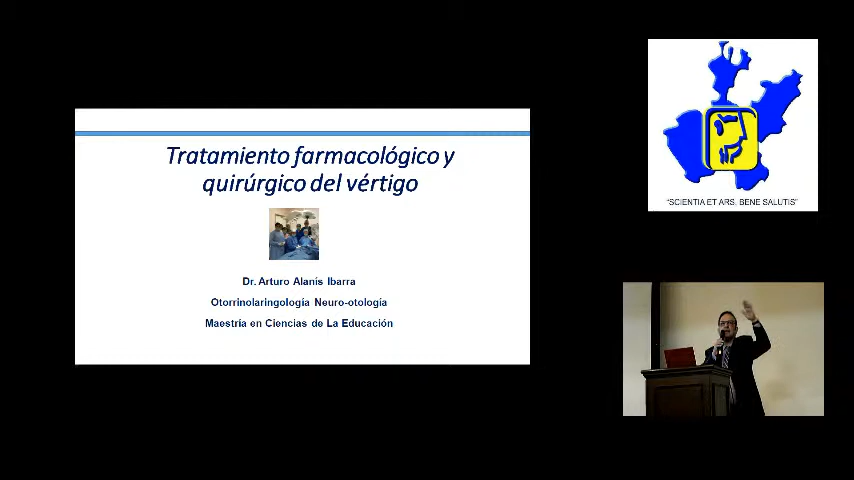 Tratamiento farmacológico y
quirúrgico del vértigo
Dr. Arturo Alanís Ibarra
Otorrinolaringología Neuro-otología
Maestría en Ciencias de La Educación
"SCIENTIA ET ARS, BENE SALUTIS"